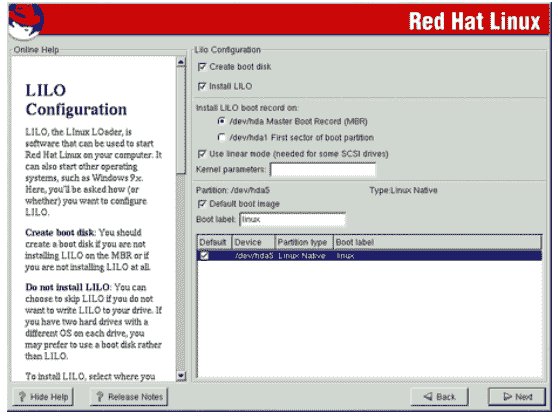 Red Hat Linux
Online Help
LILO
Configuration
LILO, the LInux LOader, is
software that can be used to start
Red Hat Linux on your computer. It
can also start other operating
systems, such as Windows 9x.
Here, you'll be asked how (or
whether) you want to configure
LILO.
Create boot disk: You should
create a boot disk if you are not
installing LILO on the MBR or if
you are not installing LILO at all.
Do not install LILO: You can
choose to skip LILO if you do not
want to write LILO to your drive. If
you have two hard drives with a
different OS on each drive, you
may prefer to use a boot disk rather
than LILO.
To install LILO, select where you
Lilo Configuration
Create boot disk
Install LILO
Install LILO boot record on:
/dev/hda Master Boot Record (MBR)
/dev/hda1 First sector of boot partition
Use linear mode (needed for some SCSI drives)
Kernel parameters:
Partition: /dev/hda5 Type:Linux Native
Default boot image
Boot label: linux
Default Device Partition type Boot label
/dev/hda5 Linux Native linux
? Hide Help ? Release Notes Back Next